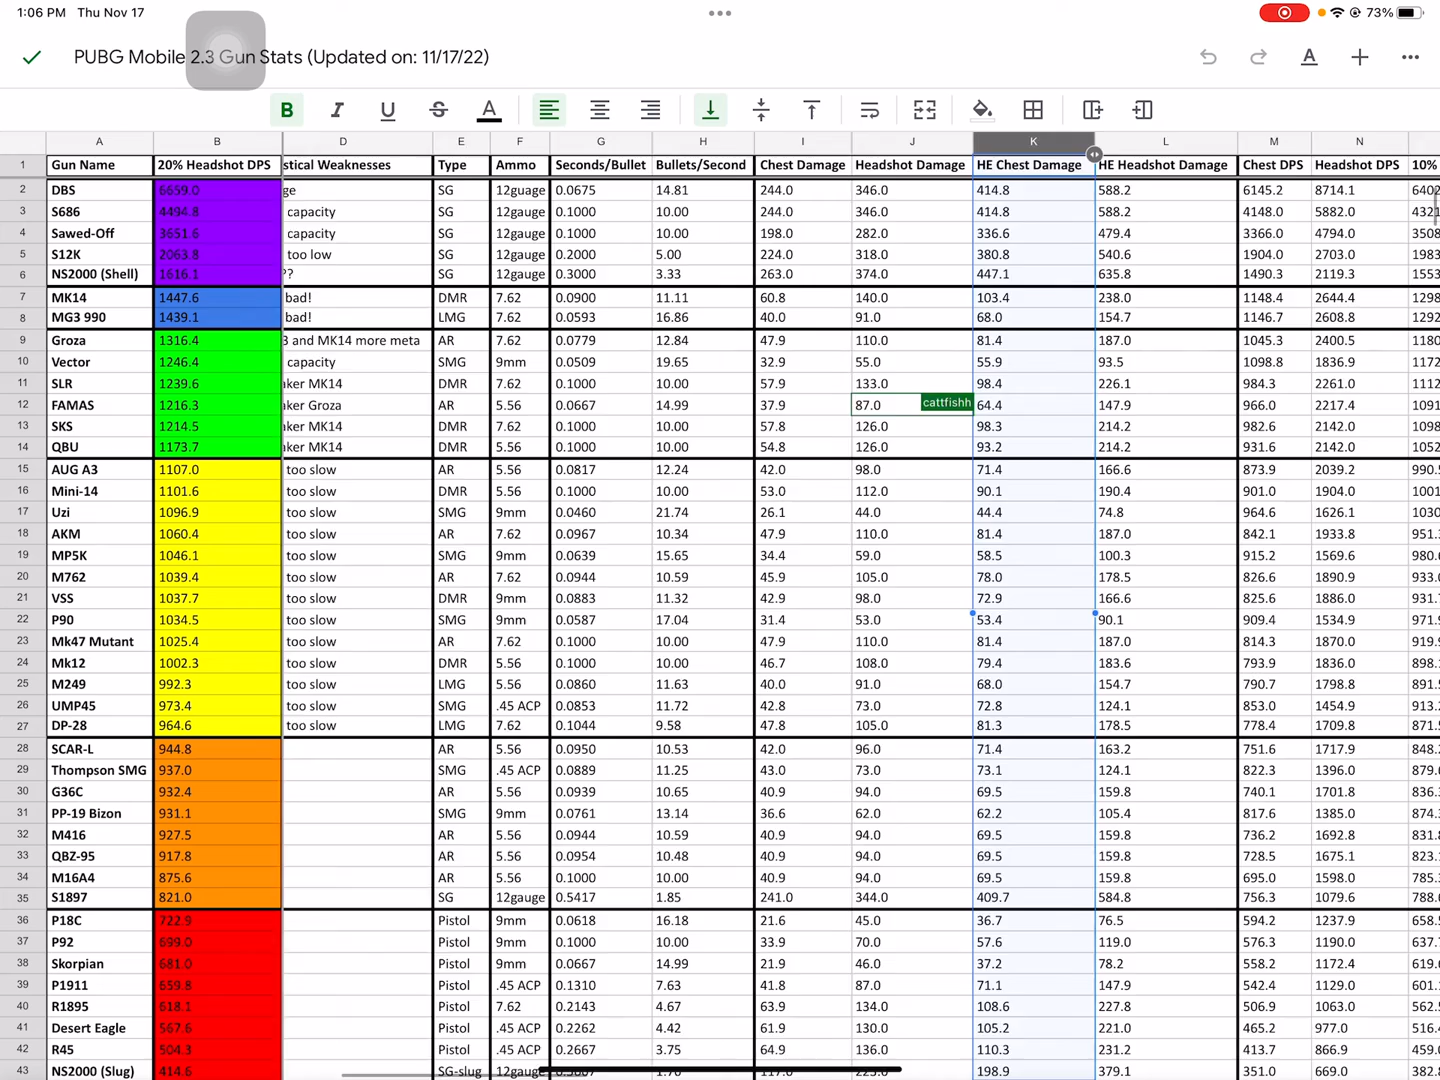 1:06 PM Thu Nov 17 73%
PUBG Mobile 2.3 Gun Stats (Updated on: 11/17/22)
B I U S A
A B D E F G H I J K L M N
1 Gun Name 20% Headshot DPS stical Weaknesses Type Ammo Seconds/Bullet Bullets/Second Chest Damage Headshot Damage HE Chest Damage HE Headshot Damage Chest DPS Headshot DPS 10%
2 DBS 6659.0 ge SG 12guage 0.0675 14.81 244.0 346.0 414.8 588.2 6145.2 8714.1 6402
3 S686 4494.8 capacity SG 12gauge 0.1000 10.00 244.0 346.0 414.8 588.2 4148.0 5882.0 4321
4 Sawed-Off 3651.6 capacity SG 12gauge 0.1000 10.00 198.0 282.0 336.6 479.4 3366.0 4794.0 3508
5 S12K 2063.8 too low SG 12gauge 0.2000 5.00 224.0 318.0 380.8 540.6 1904.0 2703.0 1983
6 NS2000 (Shell) 1616.1 ?? SG 12gauge 0.3000 3.33 263.0 374.0 447.1 635.8 1490.3 2119.3 1553
7 MK14 1447.6 bad! DMR 7.62 0.0900 11.11 60.8 140.0 103.4 238.0 1148.4 2644.4 1298
8 MG3 990 1439.1 bad! LMG 7.62 0.0593 16.86 40.0 91.0 68.0 154.7 1146.7 2608.8 1292
9 Groza 1316.4 3 and MK14 more meta AR 7.62 0.0779 12.84 47.9 110.0 81.4 187.0 1045.3 2400.5 1180
10 Vector 1246.4 capacity SMG 9mm 0.0509 19.65 32.9 55.0 55.9 93.5 1098.8 1836.9 1172
11 SLR 1239.6 aker MK14 DMR 7.62 0.1000 10.00 57.9 133.0 98.4 226.1 984.3 2261.0 1112
12 FAMAS 1216.3 aker Groza AR 5.56 0.0667 14.99 37.9 87.0 cattfishh 64.4 147.9 966.0 2217.4 1091
13 SKS 1214.5 aker MK14 DMR 7.62 0.1000 10.00 57.8 126.0 98.3 214.2 982.6 2142.0 1098
14 QBU 1173.7 aker MK14 DMR 5.56 0.1000 10.00 54.8 126.0 93.2 214.2 931.6 2142.0 1052
15 AUG A3 1107.0 too slow AR 5.56 0.0817 12.24 42.0 98.0 71.4 166.6 873.9 2039.2 990.
16 Mini-14 1101.6 too slow DMR 5.56 0.1000 10.00 53.0 112.0 90.1 190.4 901.0 1904.0 1001
17 Uzi 1096.9 too slow SMG 9mm 0.0460 21.74 26.1 44.0 44.4 74.8 964.6 1626.1 1030
18 AKM 1060.4 too slow AR 7.62 0.0967 10.34 47.9 110.0 81.4 187.0 842.1 1933.8 951.
19 MP5K 1046.1 too slow SMG 9mm 0.0639 15.65 34.4 59.0 58.5 100.3 915.2 1569.6 980.
20 M762 1039.4 too slow AR 7.62 0.0944 10.59 45.9 105.0 78.0 178.5 826.6 1890.9 933.
21 VSS 1037.7 too slow DMR 9mm 0.0883 11.32 42.9 98.0 72.9 166.6 825.6 1886.0 931.
22 P90 1034.5 too slow SMG 9mm 0.0587 17.04 31.4 53.0 53.4 90.1 909.4 1534.9 971.
23 Mk47 Mutant 1025.4 too slow AR 7.62 0.1000 10.00 47.9 110.0 81.4 187.0 814.3 1870.0 919.
24 Mk12 1002.3 too slow DMR 5.56 0.1000 10.00 46.7 108.0 79.4 183.6 793.9 1836.0 898.
25 M249 992.3 too slow LMG 5.56 0.0860 11.63 40.0 91.0 68.0 154.7 790.7 1798.8 891.
26 UMP45 973.4 too slow SMG .45 ACP 0.0853 11.72 42.8 73.0 72.8 124.1 853.0 1454.9 913.
27 DP-28 964.6 too slow LMG 7.62 0.1044 9.58 47.8 105.0 81.3 178.5 778.4 1709.8 871.
28 SCAR-L 944.8 AR 5.56 0.0950 10.53 42.0 96.0 71.4 163.2 751.6 1717.9 848.
29 Thompson SMG 937.0 SMG .45 ACP 0.0889 11.25 43.0 73.0 73.1 124.1 822.3 1396.0 879.
30 G36C 932.4 AR 5.56 0.0939 10.65 40.9 94.0 69.5 159.8 740.1 1701.8 836.
31 PP-19 Bizon 931.1 SMG 9mm 0.0761 13.14 36.6 62.0 62.2 105.4 817.6 1385.0 874.
32 M416 927.5 AR 5.56 0.0944 10.59 40.9 94.0 69.5 159.8 736.2 1692.8 831.
33 QBZ-95 917.8 AR 5.56 0.0954 10.48 40.9 94.0 69.5 159.8 728.5 1675.1 823.
34 M16A4 875.6 AR 5.56 0.1000 10.00 40.9 94.0 69.5 159.8 695.0 1598.0 785.
35 S1897 821.0 SG 12gauge 0.5417 1.85 241.0 344.0 409.7 584.8 756.3 1079.6 788.
36 P18C 722.9 Pistol 9mm 0.0618 16.18 21.6 45.0 36.7 76.5 594.2 1237.9 658.
37 P92 699.0 Pistol 9mm 0.1000 10.00 33.9 70.0 57.6 119.0 576.3 1190.0 637.
38 Skorpian 681.0 Pistol 9mm 0.0667 14.99 21.9 46.0 37.2 78.2 558.2 1172.4 619.
39 P1911 659.8 Pistol .45 ACP 0.1310 7.63 41.8 87.0 71.1 147.9 542.4 1129.0 601.
40 R1895 618.1 Pistol 7.62 0.2143 4.67 63.9 134.0 108.6 227.8 506.9 1063.0 562.
41 Desert Eagle 567.6 Pistol .45 ACP 0.2262 4.42 61.9 130.0 105.2 221.0 465.2 977.0 516.
42 R45 504.3 Pistol .45 ACP 0.2667 3.75 64.9 136.0 110.3 231.2 413.7 866.9 459.
43 NS2000 (Slug) 414.6 SG-slug 12gauge 198.9 379.1 351.0 669.0 382.